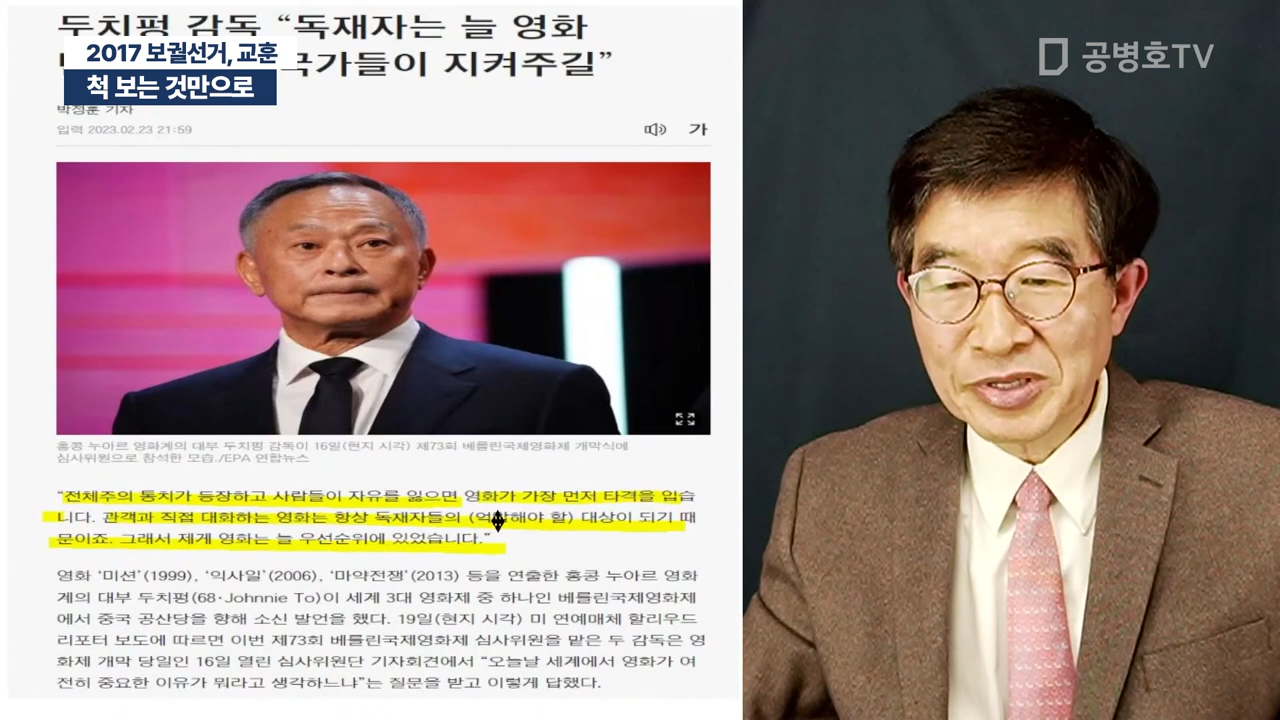 두치펑 감독 “독재자는 늘 영화
국가들이 지켜주길”
2017 보궐선거, 교훈
척 보는 것만으로
공병호TV
박정훈 기자
입력 2023.02.23 21:59
가
홍콩 누아르 영화계의 대부 두치펑 감독이 16일(현지 시각) 제73회 베를린국제영화제 개막식에
심사위원으로 참석한 모습./EPA 연합뉴스
“전체주의 통치가 등장하고 사람들이 자유를 잃으면 영화가 가장 먼저 타격을 입습
니다. 관객과 직접 대화하는 영화는 항상 독재자들의 (억압해야 할) 대상이 되기 때
문이죠. 그래서 제게 영화는 늘 우선순위에 있었습니다.”
영화 ‘미션’(1999), ‘익사일’(2006), ‘마약전쟁’(2013) 등을 연출한 홍콩 누아르 영화
계의 대부 두치펑(68·Johnnie To)이 세계 3대 영화제 중 하나인 베를린국제영화제
에서 중국 공산당을 향해 소신 발언을 했다. 19일(현지 시각) 미 연예매체 할리우드
리포터 보도에 따르면 이번 제73회 베를린국제영화제 심사위원을 맡은 두 감독은 영
화제 개막 당일인 16일 열린 심사위원단 기자회견에서 “오늘날 세계에서 영화가 여
전히 중요한 이유가 뭐라고 생각하느냐”는 질문을 받고 이렇게 답했다.